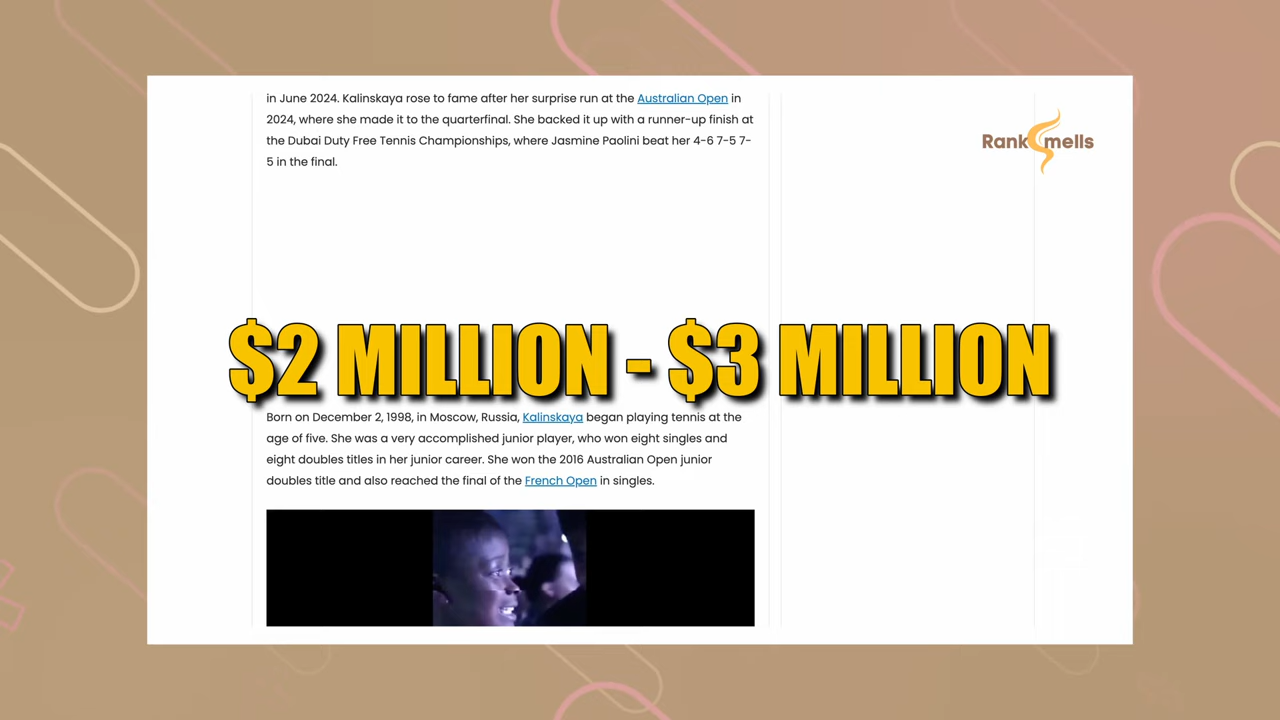 in June 2024. Kalinskaya rose to fame after her surprise run at the Australian Open in
2024, where she made it to the quarterfinal. She backed it up with a runner-up finish at
the Dubai Duty Free Tennis Championships, where Jasmine Paolini beat her 4-6 7-5 7-
5 in the final.
Rank Smells
$2 MILLION - $3 MILLION
Born on December 2, 1998, in Moscow, Russia, Kalinskaya began playing tennis at the
age of five. She was a very accomplished junior player, who won eight singles and
eight doubles titles in her junior career. She won the 2016 Australian Open junior
doubles title and also reached the final of the French Open in singles.